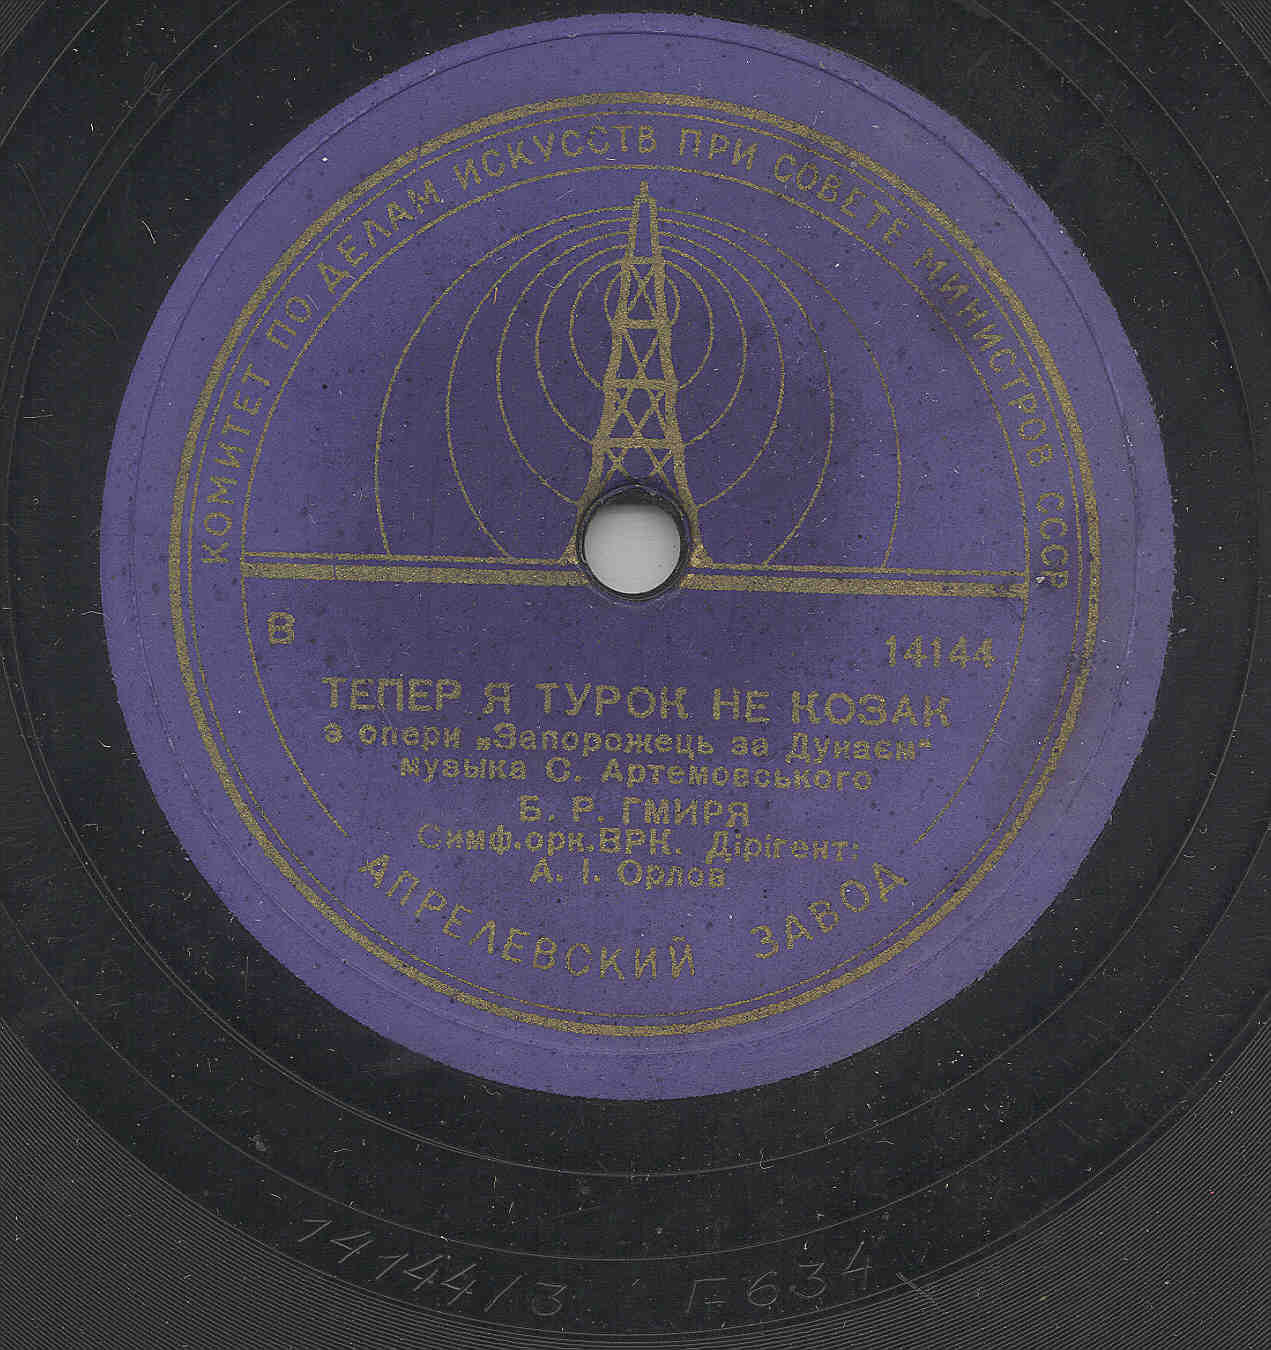 КОМИТЕТ ПО ДЕЛАМ ИСКУССТВ ПРИ СОВЕТЕ МИНИСТРОВ СССР
В
14144
ТЕПЕР Я ТУРОК НЕ КОЗАК
з опери „Запорожець за Дунаєм"
музыка С. Артемовського
Б. Р. ГМИРЯ
Симф.орк.ВРК. Дірігент:
А. І. Орлов
АПРЕЛЕВСКИЙ ЗАВОД
14144/3 Г-634